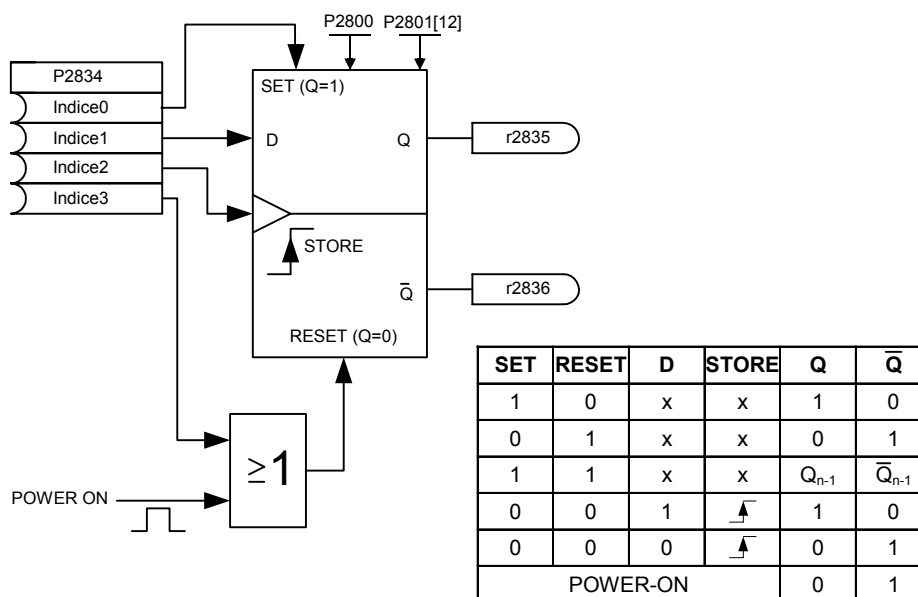 P2800 P2801[12]
P2834
Indice0
Indice1
Indice2
Indice3
SET (Q=1)
D Q
STORE
Q̅
RESET (Q=0)
r2835
r2836
≥1
POWER ON
SET RESET D STORE Q Q̅
1 0 x x 1 0
0 1 x x 0 1
1 1 x x Qn-1 Q̅n-1
0 0 1 1 0
0 0 0 0 1
POWER-ON 0 1